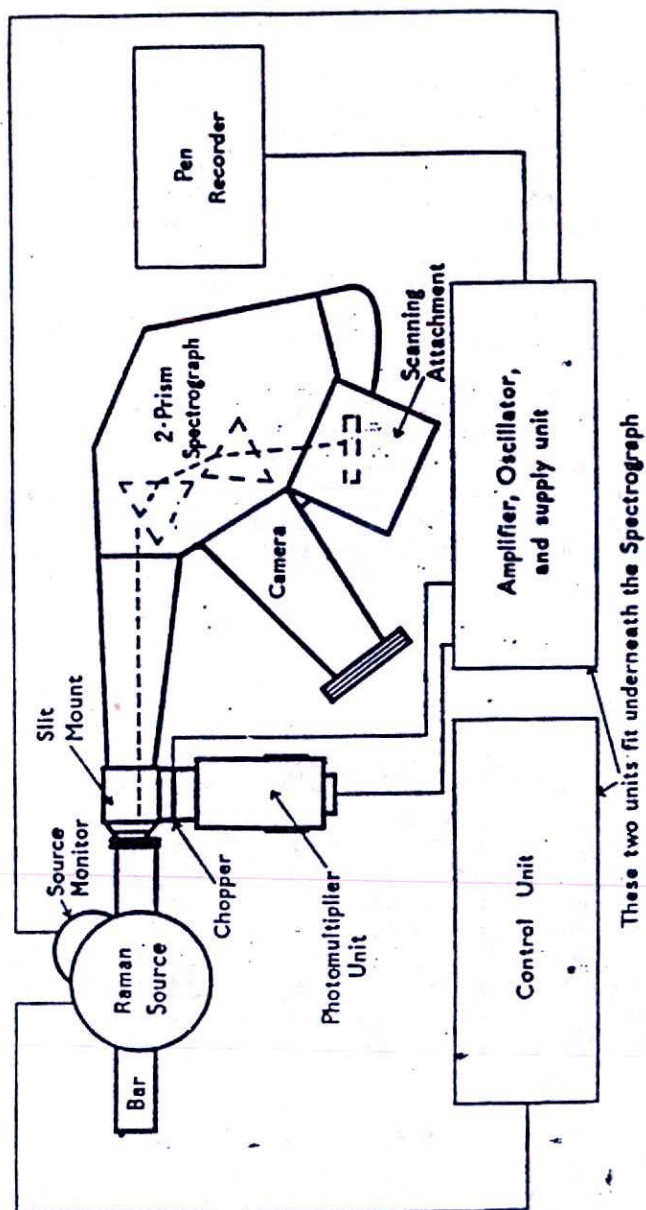 Pen
Recorder
2-Prism
Spectrograph
Scanning
Attachment
Camera
Slit
Mount
Source
Monitor
Raman
Source
Bar
Chopper
Photomultiplier
Unit
Amplifier, Oscillator,
and supply unit
Control Unit
These two units fit underneath the Spectrograph